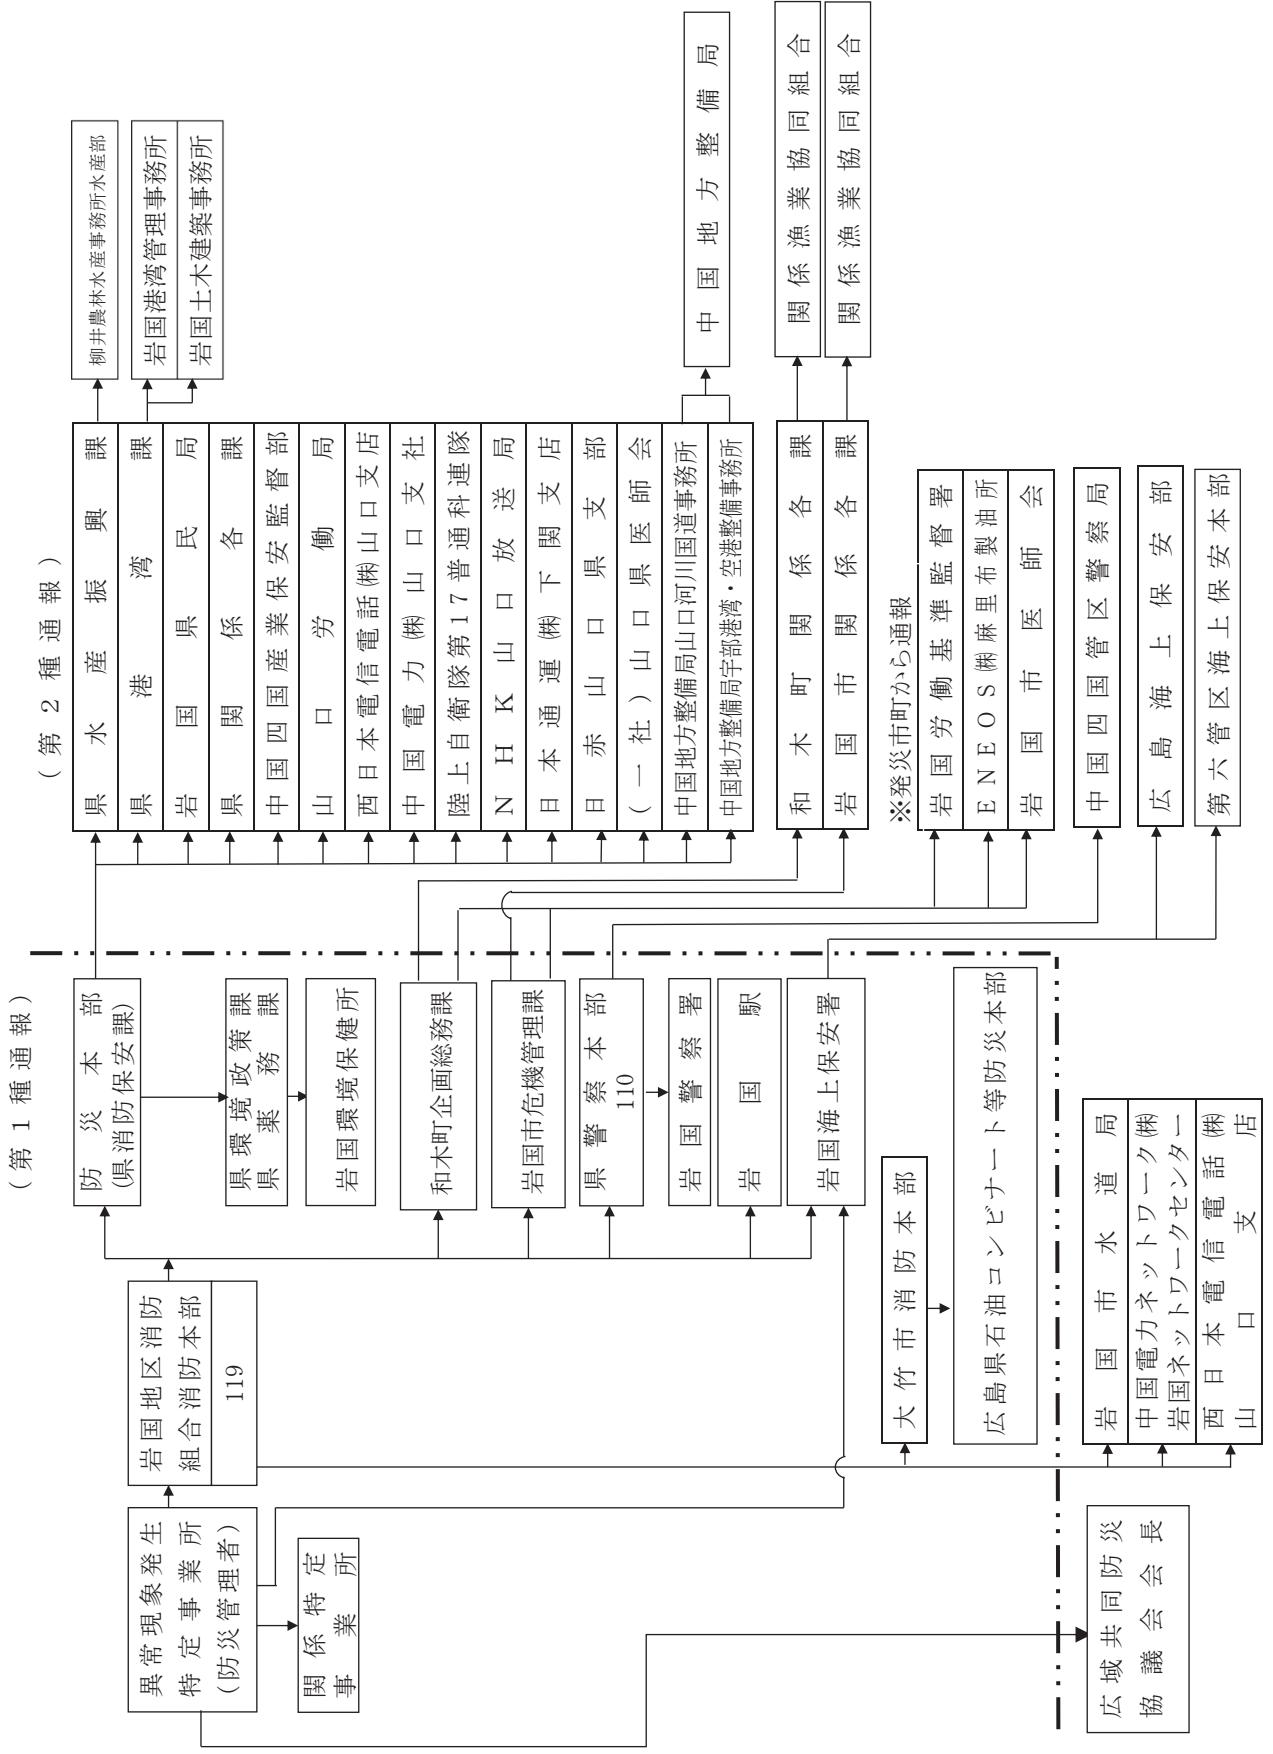 （第１種通報）
（第２種通報）
異常現象発生
特定事業所
（防災管理者）
関係特定
事業所
広域共同防災
協議会会長
岩国地区消防
組合消防本部
119
防災本部
(県消防保安課)
県環境政策課
県薬務課
岩国環境保健所
和木町企画総務課
岩国市危機管理課
県警察本部
110
岩国警察署
岩国駅
岩国海上保安署
大竹市消防本部
広島県石油コンビナート等防災本部
岩国市水道局
中国電力ネットワーク㈱
岩国ネットワークセンター
西日本電信電話㈱
山口支店
県水産振興課
県港湾課
岩国県民局
県関係各課
中国四国産業保安監督部
山口労働局
西日本電信電話㈱山口支店
中国電力㈱山口支社
陸上自衛隊第１７普通科連隊
ＮＨＫ山口放送局
日本通運㈱下関支店
日赤山口県支部
（一社）山口県医師会
中国地方整備局山口河川国道事務所
中国地方整備局宇部港湾・空港整備事務所
和木町関係各課
岩国市関係各課
※発災市町から通報
岩国労働基準監督署
ＥＮＥＯＳ㈱麻里布製油所
岩国市医師会
中国四国管区警察局
広島海上保安部
第六管区海上保安本部
柳井農林水産事務所水産部
岩国港湾管理事務所
岩国土木建築事務所
中国地方整備局
関係漁業協同組合
関係漁業協同組合